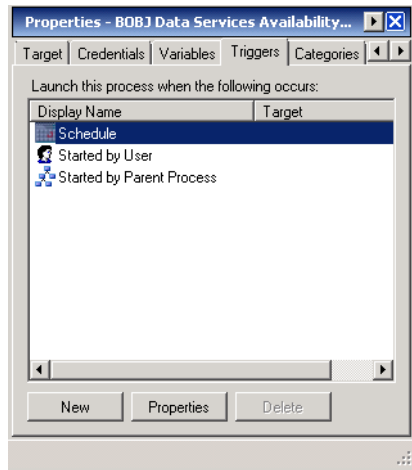 Properties - BOBJ Data Services Availability...
Target Credentials Variables Triggers Categories
Launch this process when the following occurs:
Display Name Target
Schedule
Started by User
Started by Parent Process
New Properties Delete